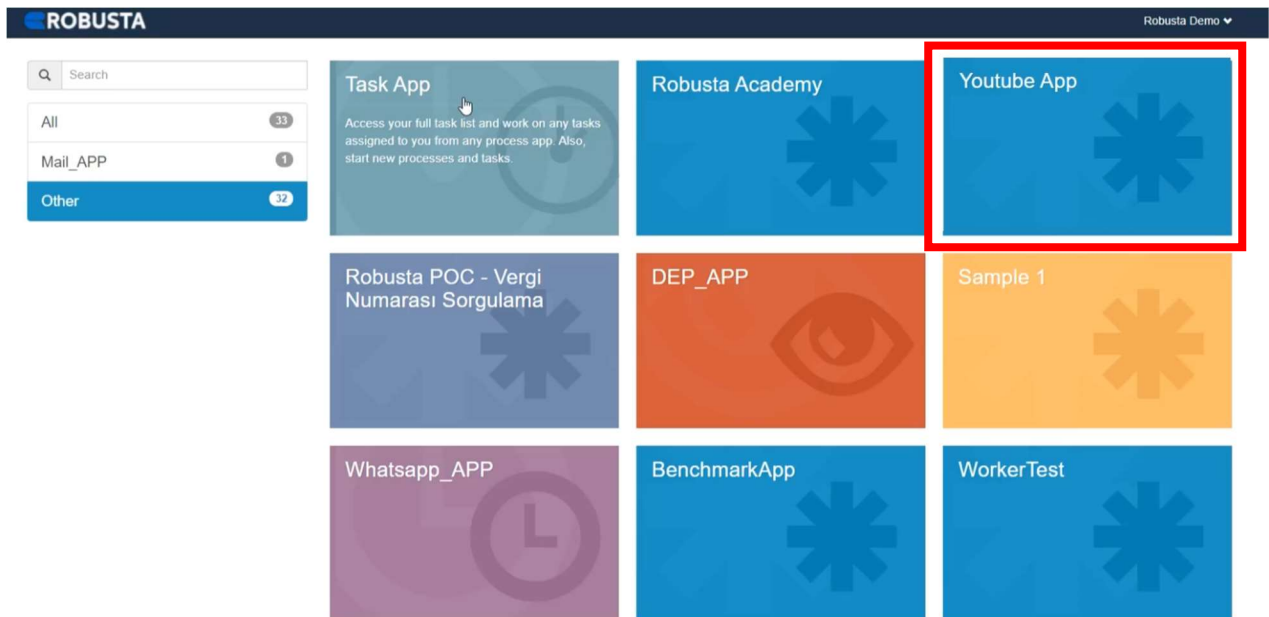 ROBUSTA
Robusta Demo
Search
All 33
Mail_APP 1
Other 32
Task App
Access your full task list and work on any tasks
assigned to you from any process app. Also,
start new processes and tasks.
Robusta Academy
Youtube App
Robusta POC - Vergi
Numarası Sorgulama
DEP_APP
Sample 1
Whatsapp_APP
BenchmarkApp
WorkerTest